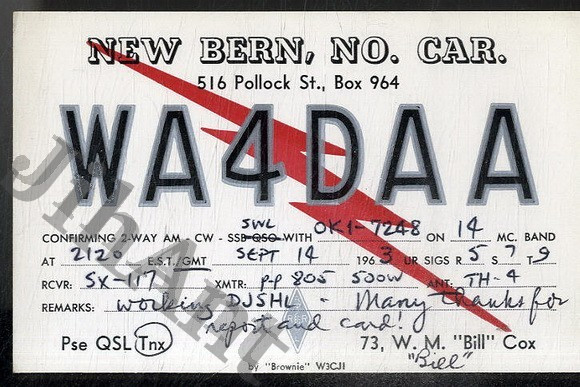 NEW BERN, NO. CAR.
516 Pollock St., Box 964
WA4DAA
SWL
CONFIRMING 2-WAY AM - CW - SSB QSO WITH OK1-7248 ON 14 MC. BAND
AT 2120 E.S.T./GMT SEPT 14 1963 UR SIGS R 5 S 7 T 9
RCVR: SX-117 XMTR: pp 805 500W ANT: TH-4
REMARKS: working DJ5HL - Many thanks for
report and card!
Pse QSL Tnx 73, W. M. "Bill" Cox
"Bill"
by "Brownie" W3CJI
JihAnt